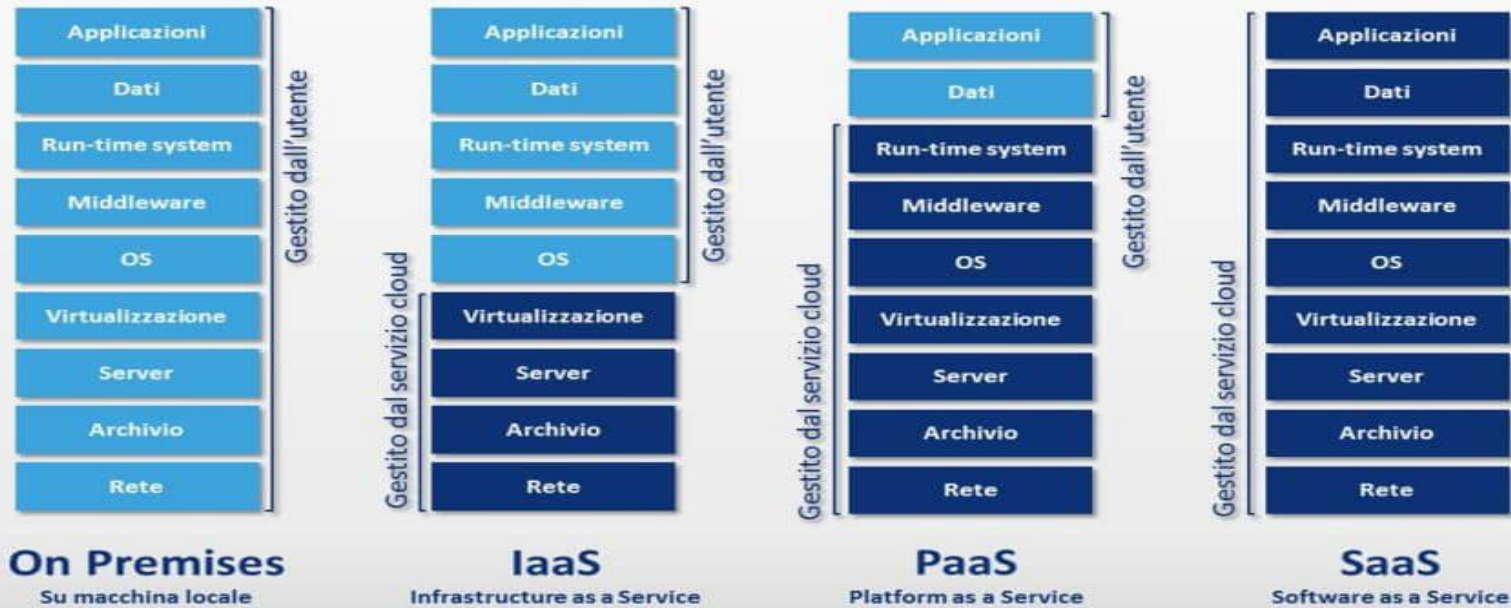 Applicazioni
Dati
Run-time system
Middleware
OS
Virtualizzazione
Server
Archivio
Rete
Gestito dall'utente
On Premises
Su macchina locale
Applicazioni
Dati
Run-time system
Middleware
OS
Virtualizzazione
Server
Archivio
Rete
Gestito dall'utente
Gestito dal servizio cloud
IaaS
Infrastructure as a Service
Applicazioni
Dati
Run-time system
Middleware
OS
Virtualizzazione
Server
Archivio
Rete
Gestito dall'utente
Gestito dal servizio cloud
PaaS
Platform as a Service
Applicazioni
Dati
Run-time system
Middleware
OS
Virtualizzazione
Server
Archivio
Rete
Gestito dal servizio cloud
SaaS
Software as a Service